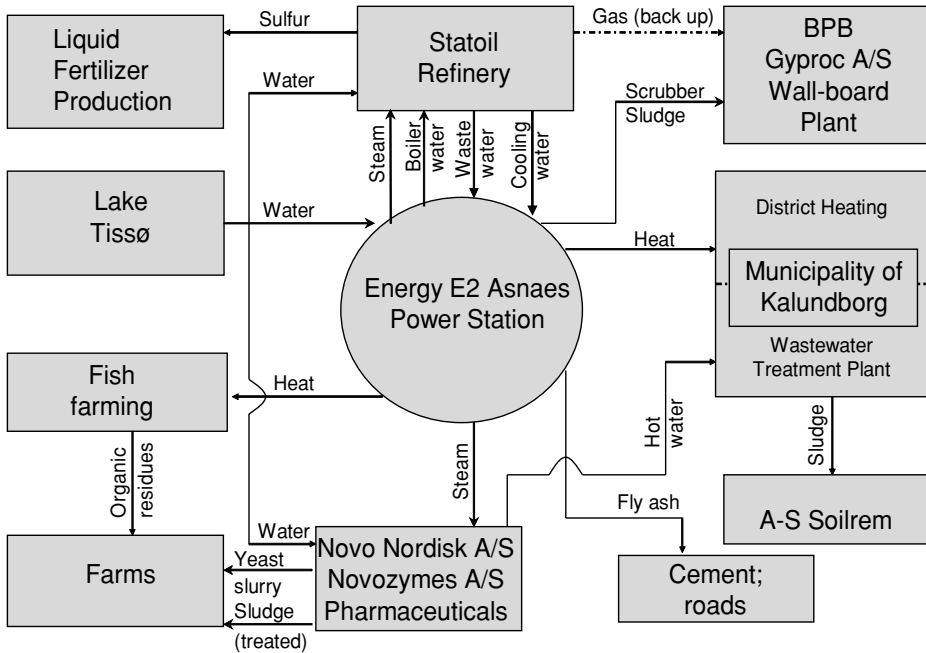 Liquid
Fertilizer
Production
Sulfur
Statoil
Refinery
Gas (back up)
BPB
Gyproc A/S
Wall-board
Plant
Water
Scrubber
Sludge
Steam
Boiler
water
Waste
water
Cooling
water
Lake
Tissø
Water
District Heating
Heat
Municipality of
Kalundborg
Energy E2 Asnaes
Power Station
Wastewater
Treatment Plant
Fish
farming
Heat
Hot
water
Organic
residues
Steam
Sludge
Fly ash
A-S Soilrem
Farms
Water
Yeast
slurry
Sludge
(treated)
Novo Nordisk A/S
Novozymes A/S
Pharmaceuticals
Cement;
roads